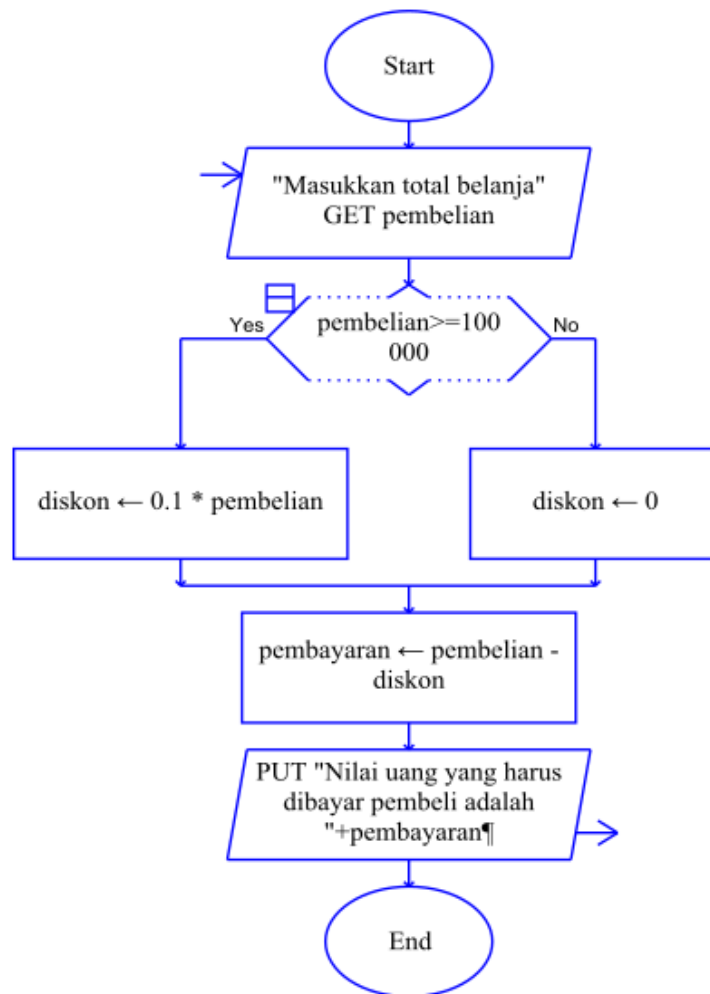 Start
"Masukkan total belanja"
GET pembelian
Yes
pembelian>=100
000
No
diskon ← 0.1 * pembelian
diskon ← 0
pembayaran ← pembelian -
diskon
PUT "Nilai uang yang harus
dibayar pembeli adalah
"+pembayaran¶
End